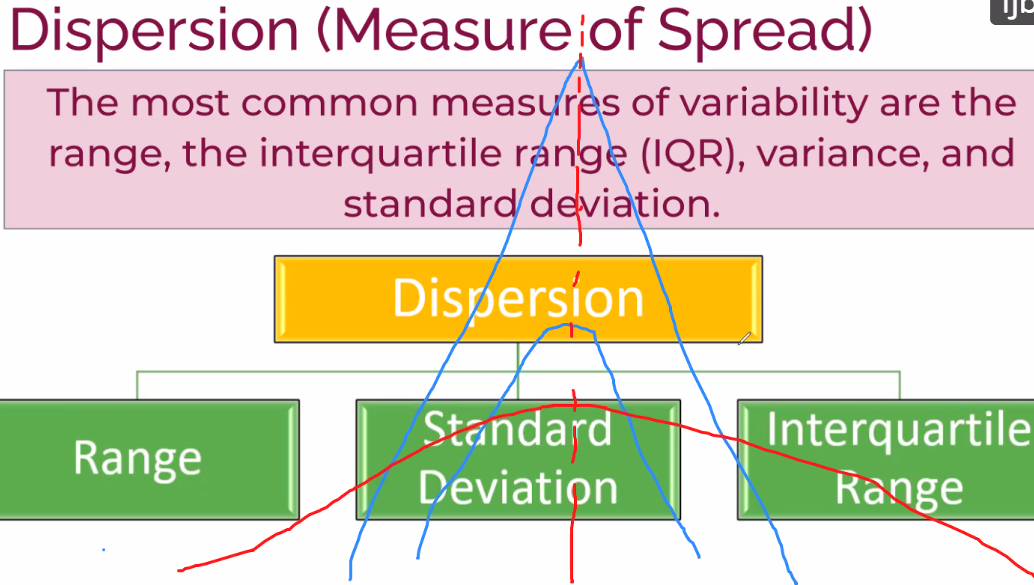 Dispersion (Measure of Spread)
The most common measures of variability are the
range, the interquartile range (IQR), variance, and
standard deviation.
Dispersion
Range
Standard
Deviation
Interquartile
Range